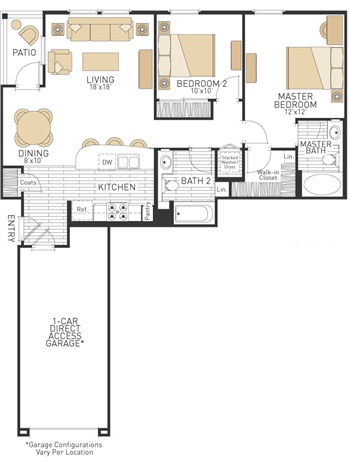 PATIO
LIVING
18'x18'
BEDROOM 2
10'x10'
MASTER
BEDROOM
12'x12'
DINING
8'x10'
DW
Stacked
Washer/
Dryer
Lin.
MASTER
BATH
Coats
KITCHEN
BATH 2
Lin.
Walk-in
Closet
Ref.
Pantry
ENTRY
1-CAR
DIRECT
ACCESS
GARAGE*
*Garage Configurations
Vary Per Location